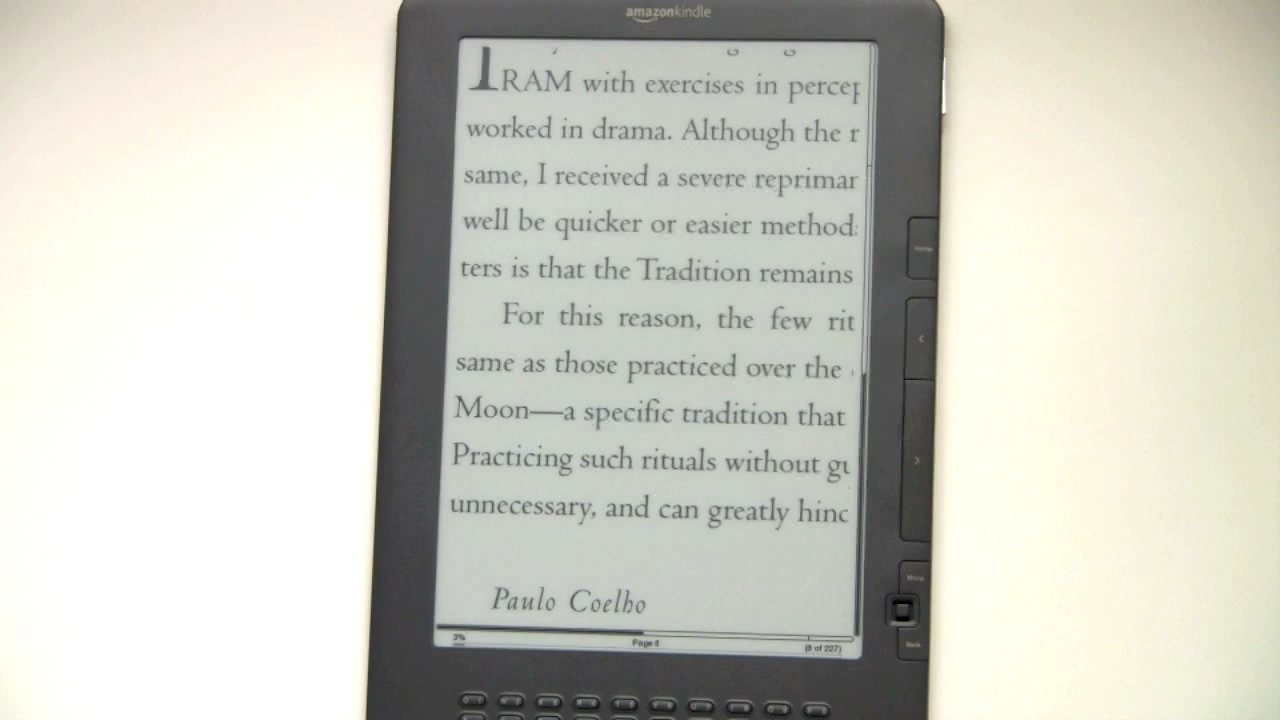 amazonkindle
RAM with exercises in percep
worked in drama. Although the r
same, I received a severe reprimar
well be quicker or easier methods
ters is that the Tradition remains
For this reason, the few rit
same as those practiced over the
Moon—a specific tradition that
Practicing such rituals without gu
unnecessary, and can greatly hinc
Paulo Coelho
3% Page 8 (8 of 227)
Home
<
>
Menu
Back